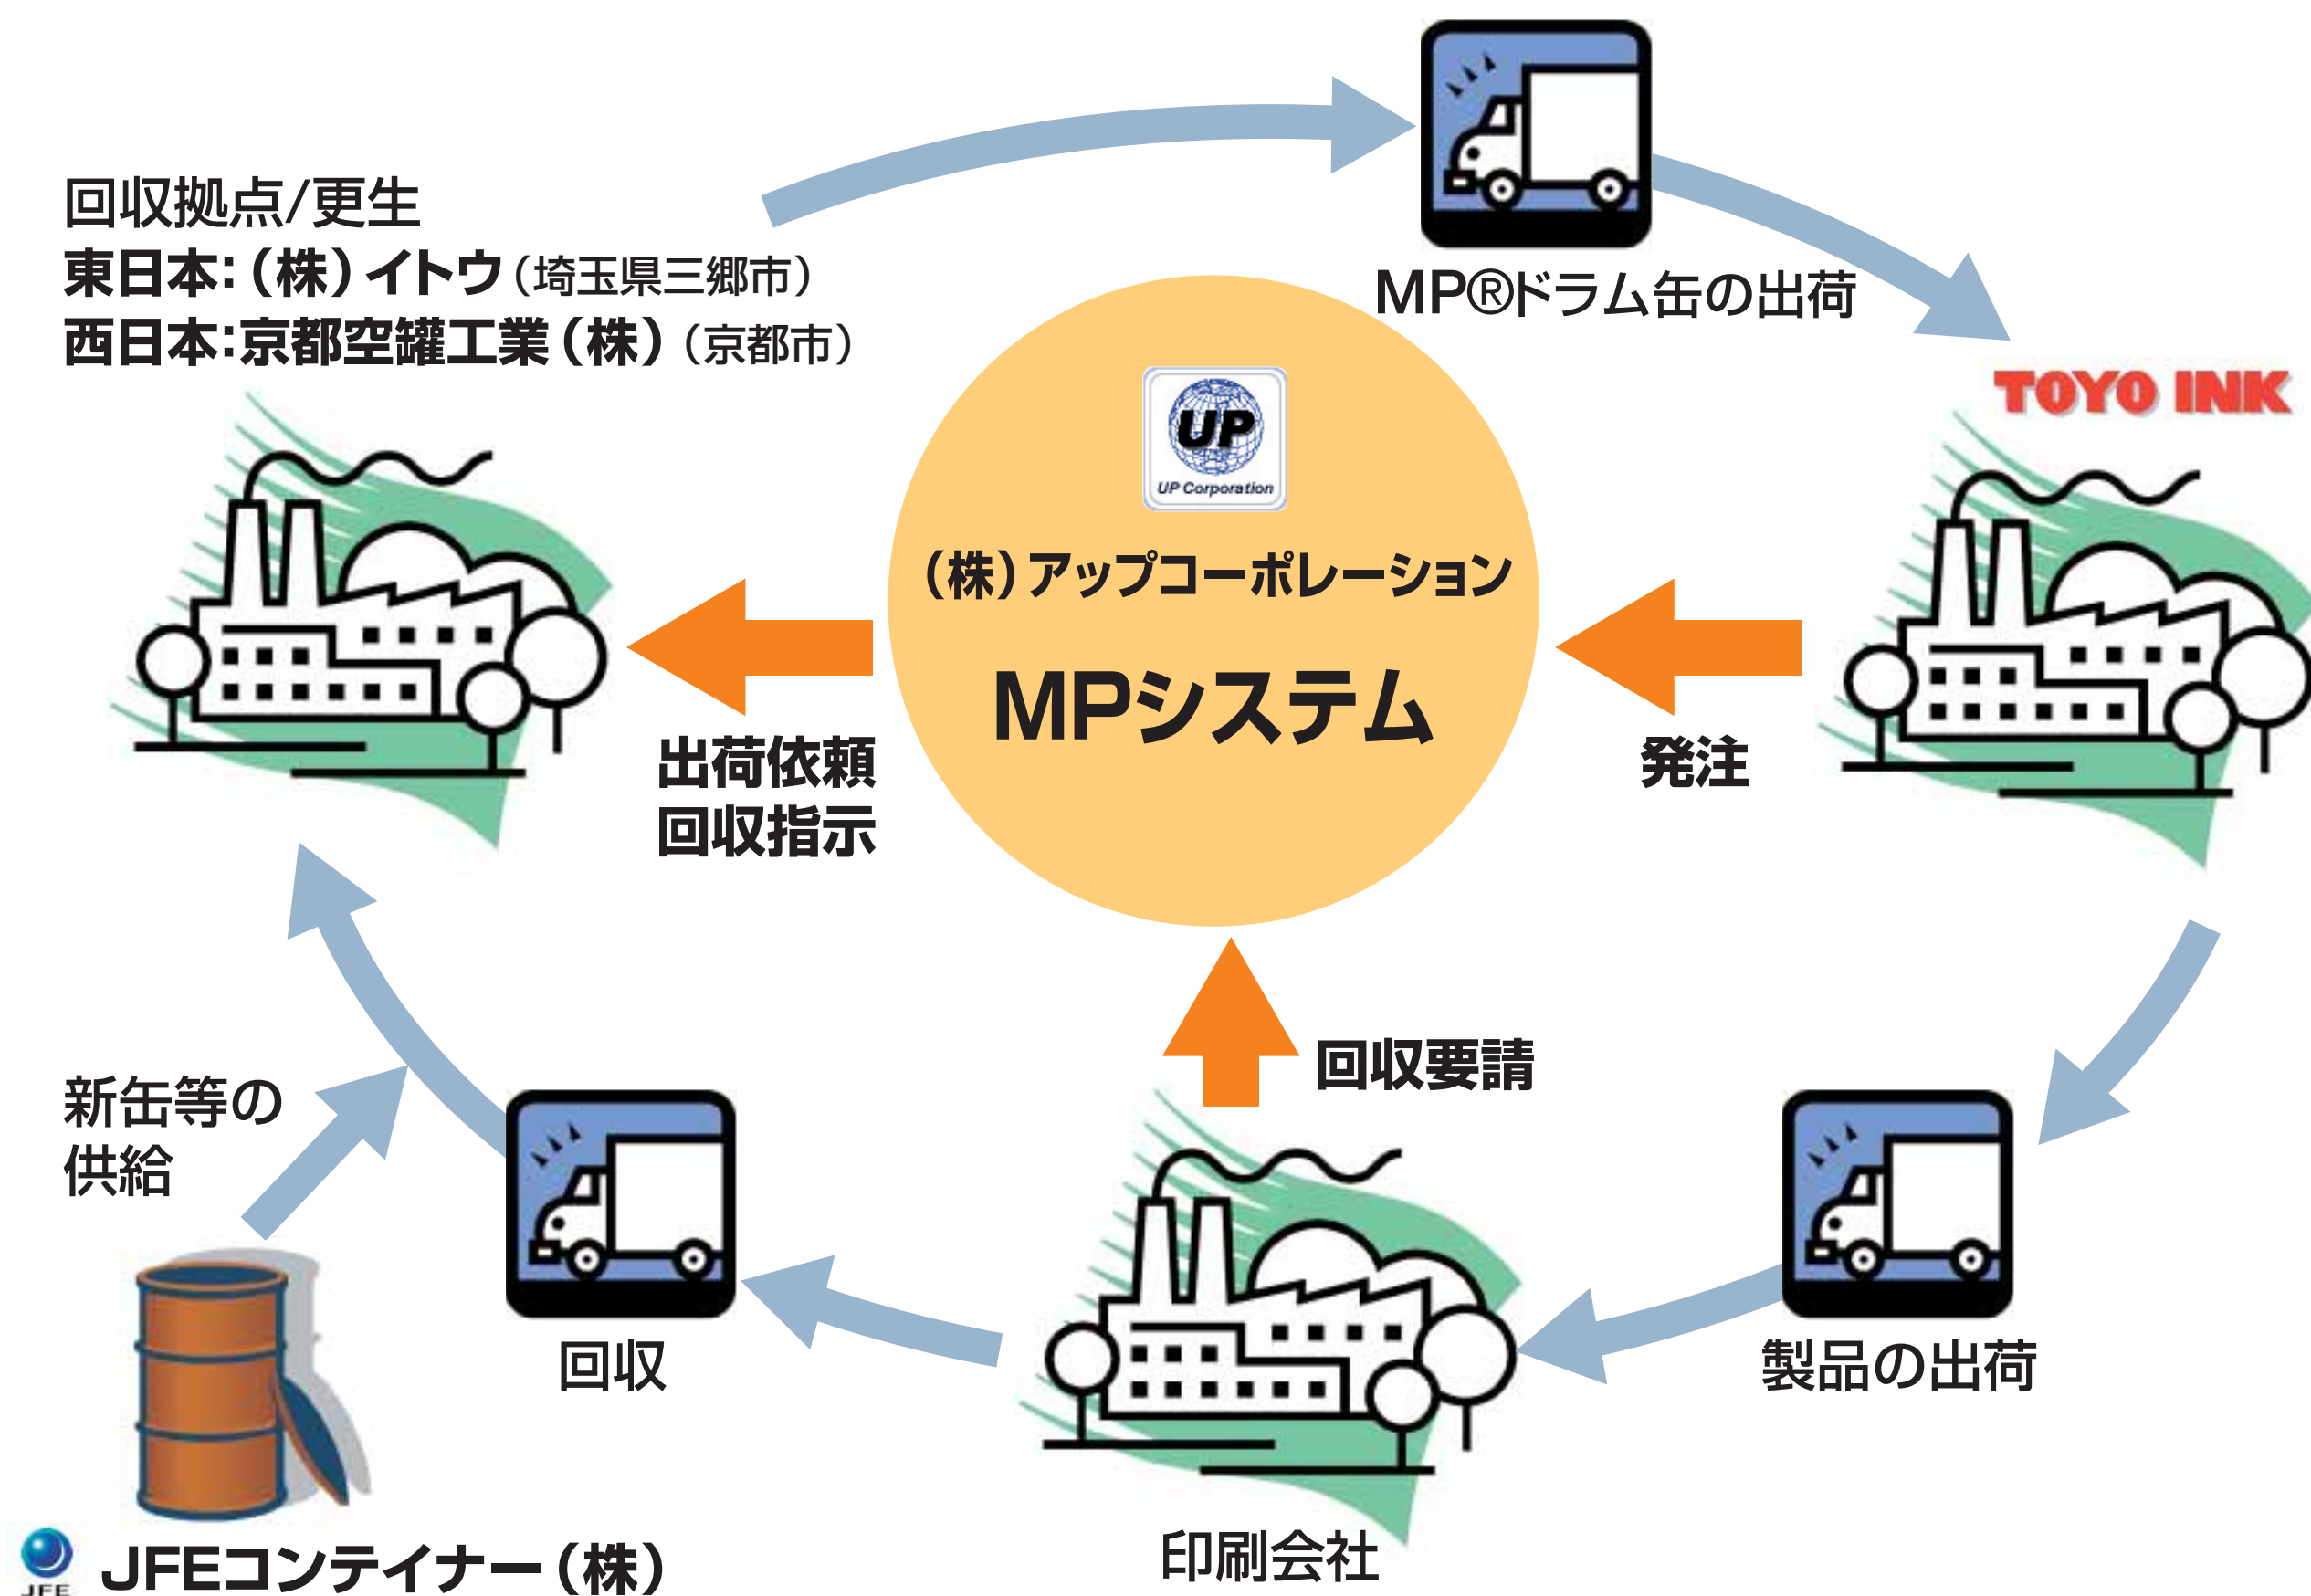 回収拠点/更生
東日本：（株）イトウ（埼玉県三郷市）
西日本：京都空罐工業（株）（京都市）
MP®ドラム缶の出荷
TOYO INK
UP
UP Corporation
（株）アップコーポレーション
MPシステム
出荷依頼
回収指示
発注
回収要請
新缶等の
供給
回収
製品の出荷
印刷会社
JFE
JFEコンテイナー（株）